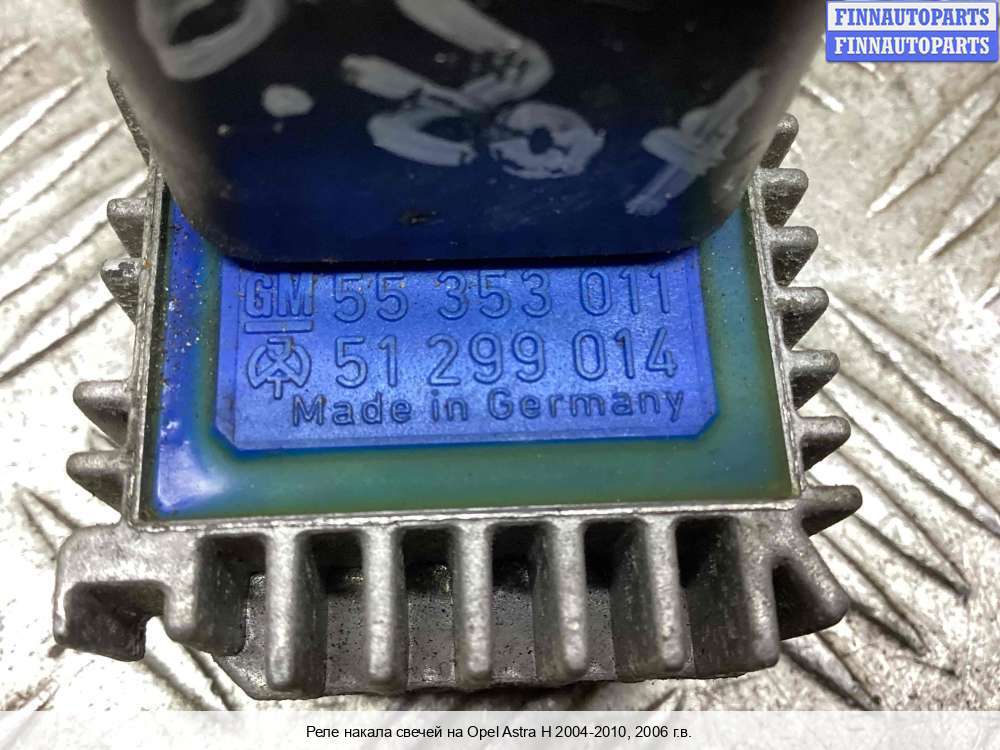 FINNAUTOPARTS
FINNAUTOPARTS
GM 55 353 011
51 299 014
Made in Germany
Реле накала свечей на Opel Astra H 2004-2010, 2006 г.в.